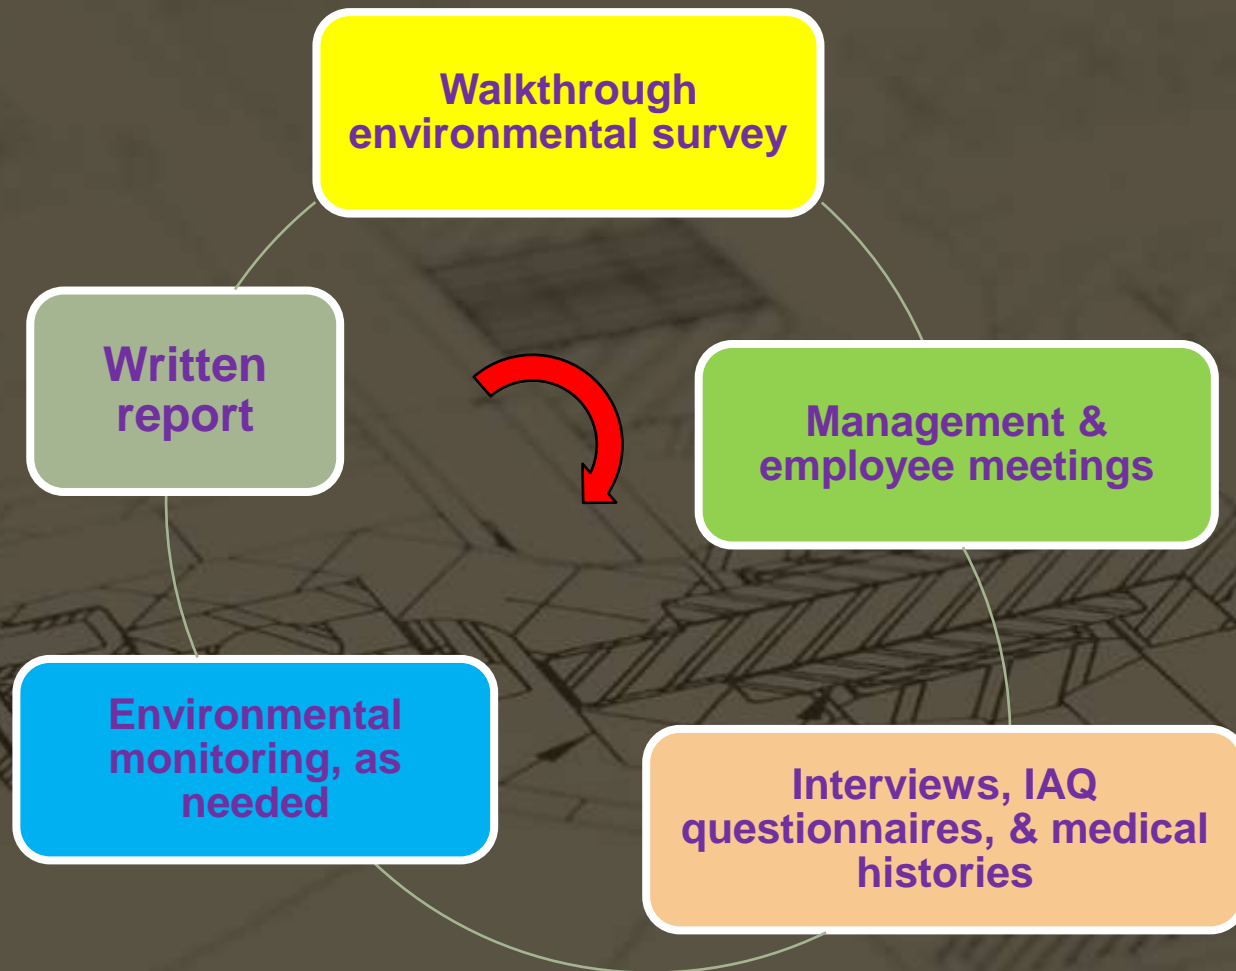 Walkthrough
environmental survey
Management &
employee meetings
Interviews, IAQ
questionnaires, & medical
histories
Environmental
monitoring, as
needed
Written
report